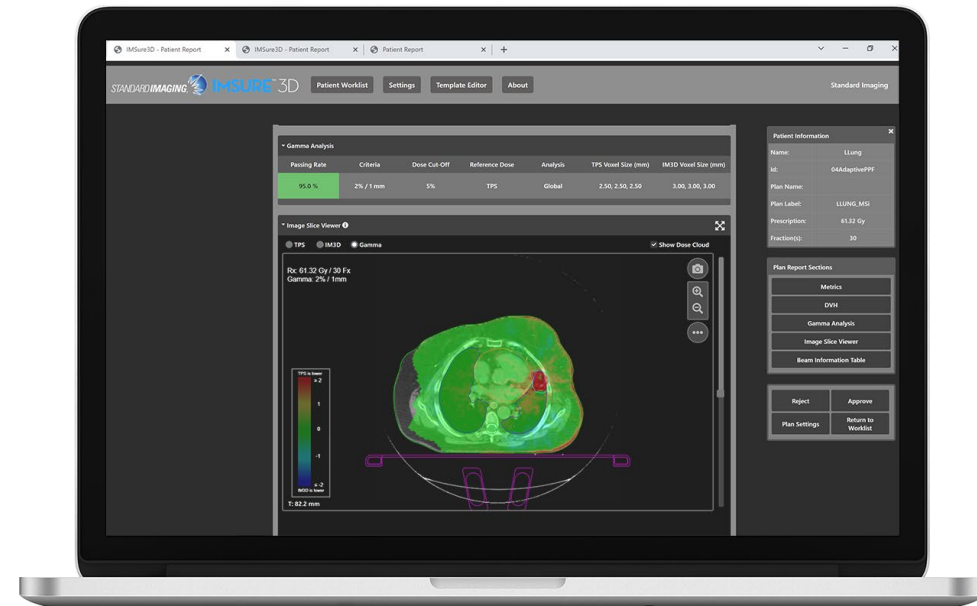 IMSure3D - Patient Report
IMSure3D - Patient Report
Patient Report
STANDARD IMAGING. IMSURE™ 3D
Patient Worklist
Settings
Template Editor
About
Standard Imaging
Gamma Analysis
Passing Rate Criteria Dose Cut-Off Reference Dose Analysis TPS Voxel Size (mm) IM3D Voxel Size (mm)
95.0 % 2% / 1 mm 5% TPS Global 2.50, 2.50, 2.50 3.00, 3.00, 3.00
Image Slice Viewer
TPS IM3D Gamma Show Dose Cloud
Rx: 61.32 Gy / 30 Fx
Gamma: 2% / 1mm
TPS is lower
≥ 2
1
0
-1
≤ -2
IM3D is lower
T: 82.2 mm
Patient Information
Name: LLung
Id: 04AdaptivePPF
Plan Name:
Plan Label: LLUNG_MSi
Prescription: 61.32 Gy
Fraction(s): 30
Plan Report Sections
Metrics
DVH
Gamma Analysis
Image Slice Viewer
Beam Information Table
Reject
Approve
Plan Settings
Return to
Worklist